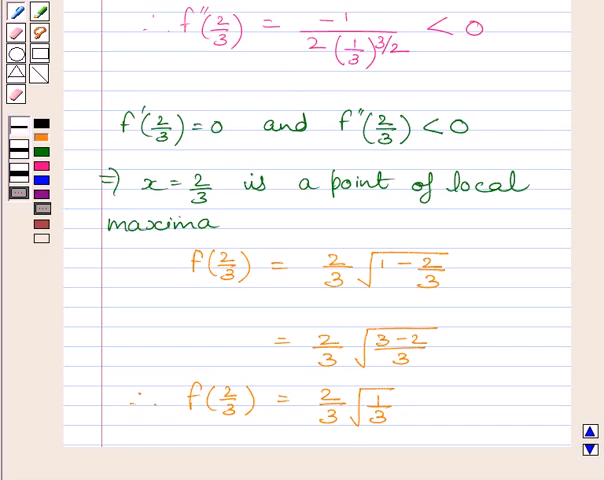 ∴ f''(2/3) = -1 / 2(1/3)^3/2 < 0
f'(2/3) = 0 and f''(2/3) < 0
⇒ x = 2/3 is a point of local
maxima
f(2/3) = 2/3 √(1 - 2/3)
= 2/3 √((3-2)/3)
∴ f(2/3) = 2/3 √(1/3)